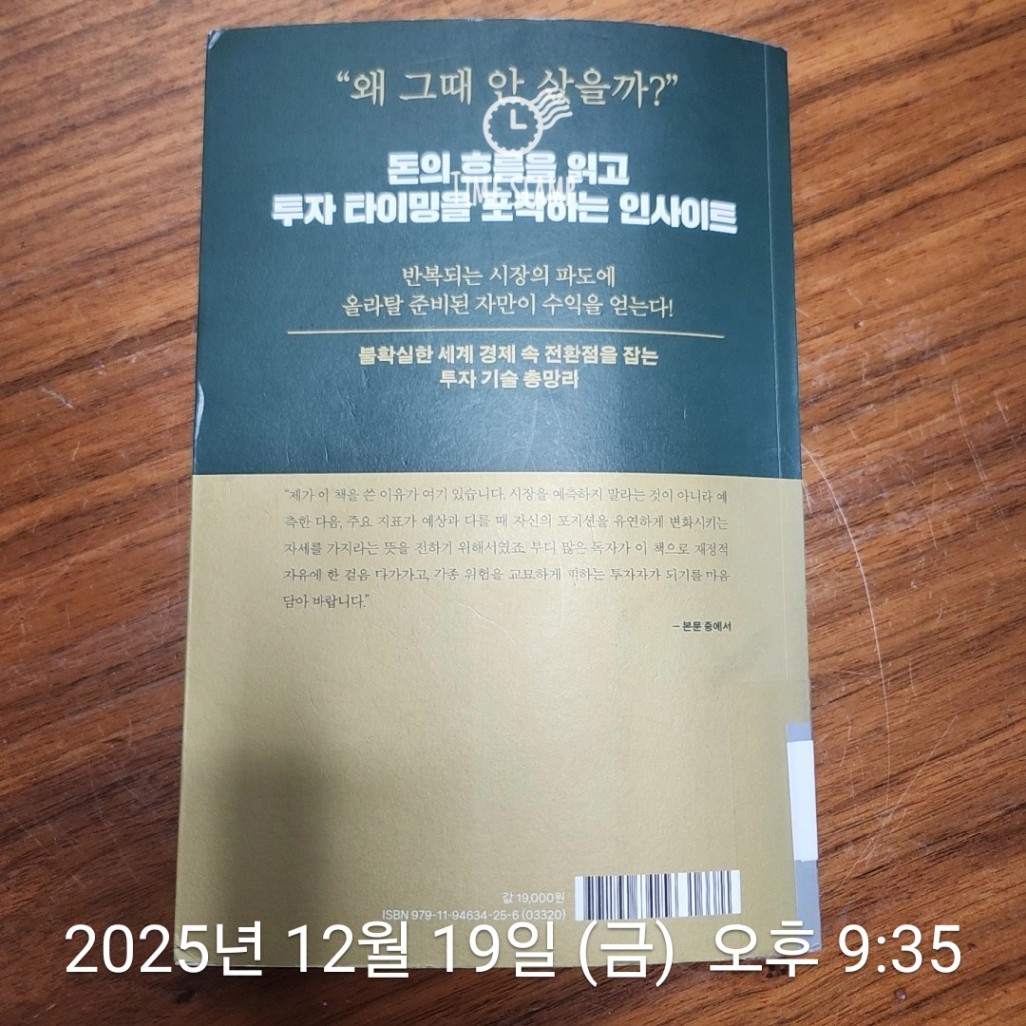 “왜 그때 안 샀을까?”
돈의 흐름을 읽고
TIMESTAMP
투자 타이밍을 포착하는 인사이트
반복되는 시장의 파도에
올라탈 준비된 자만이 수익을 얻는다!
불확실한 세계 경제 속 전환점을 잡는
투자 기술 총망라
“제가 이 책을 쓴 이유가 여기 있습니다. 시장을 예측하지 말라는 것이 아니라 예
측한 다음, 주요 지표가 예상과 다를 때 자신의 포지션을 유연하게 변화시키는
자세를 가지라는 뜻을 전하기 위해서였죠. 부디 많은 독자가 이 책으로 재정적
자유에 한 걸음 다가가고, 각종 위험을 교묘하게 피하는 투자자가 되기를 마음
담아 바랍니다.”
– 본문 중에서
값 19,000원
ISBN 979-11-94634-25-6 (03320)
2025년 12월 19일 (금) 오후 9:35